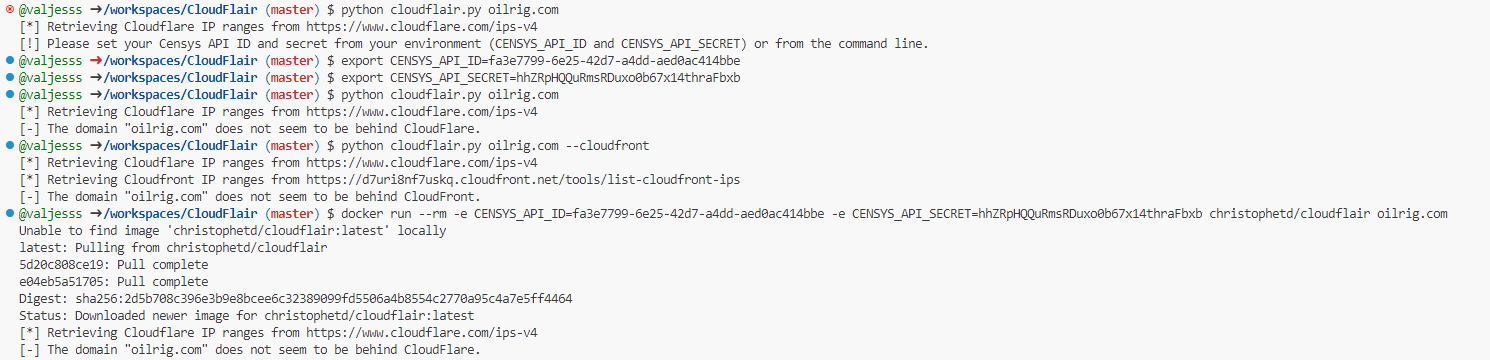 @valjesss ➜/workspaces/CloudFlair (master) $ python cloudflair.py oilrig.com
[*] Retrieving Cloudflare IP ranges from https://www.cloudflare.com/ips-v4
[!] Please set your Censys API ID and secret from your environment (CENSYS_API_ID and CENSYS_API_SECRET) or from the command line.
@valjesss ➜/workspaces/CloudFlair (master) $ export CENSYS_API_ID=fa3e7799-6e25-42d7-a4dd-aed0ac414bbe
@valjesss ➜/workspaces/CloudFlair (master) $ export CENSYS_API_SECRET=hhZRpHQQuRmsRDuxo0b67x14thraFbxb
@valjesss ➜/workspaces/CloudFlair (master) $ python cloudflair.py oilrig.com
[*] Retrieving Cloudflare IP ranges from https://www.cloudflare.com/ips-v4
[-] The domain "oilrig.com" does not seem to be behind CloudFlare.
@valjesss ➜/workspaces/CloudFlair (master) $ python cloudflair.py oilrig.com --cloudfront
[*] Retrieving Cloudflare IP ranges from https://www.cloudflare.com/ips-v4
[*] Retrieving Cloudfront IP ranges from https://d7uri8nf7uskq.cloudfront.net/tools/list-cloudfront-ips
[-] The domain "oilrig.com" does not seem to be behind CloudFront.
@valjesss ➜/workspaces/CloudFlair (master) $ docker run --rm -e CENSYS_API_ID=fa3e7799-6e25-42d7-a4dd-aed0ac414bbe -e CENSYS_API_SECRET=hhZRpHQQuRmsRDuxo0b67x14thraFbxb christophetd/cloudflair oilrig.com
Unable to find image 'christophetd/cloudflair:latest' locally
latest: Pulling from christophetd/cloudflair
5d20c808ce19: Pull complete
e04eb5a51705: Pull complete
Digest: sha256:2d5b708c396e3b9e8bcee6c32389099fd5506a4b8554c2770a95c4a7e5ff4464
Status: Downloaded newer image for christophetd/cloudflair:latest
[*] Retrieving Cloudflare IP ranges from https://www.cloudflare.com/ips-v4
[-] The domain "oilrig.com" does not seem to be behind CloudFlare.